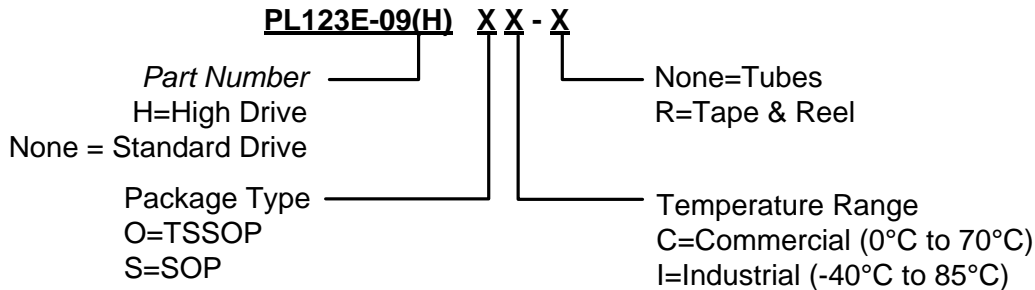 PL123E-09(H) X X - X
Part Number
H=High Drive
None = Standard Drive
None=Tubes
R=Tape & Reel
Package Type
O=TSSOP
S=SOP
Temperature Range
C=Commercial (0°C to 70°C)
I=Industrial (-40°C to 85°C)